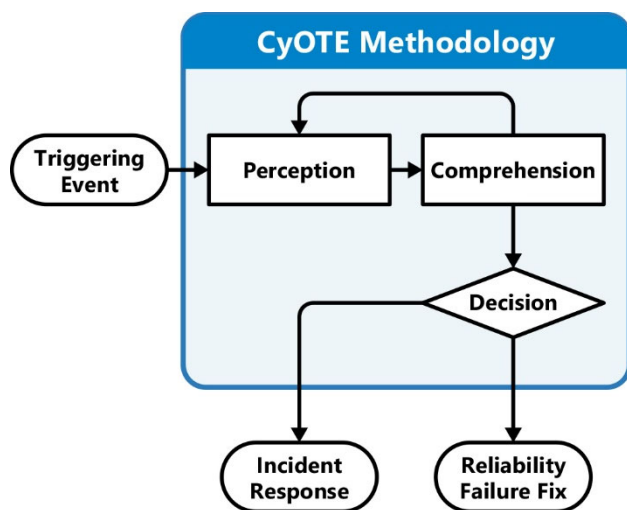 CyOTE Methodology
Triggering
Event
Perception
Comprehension
Decision
Incident
Response
Reliability
Failure Fix